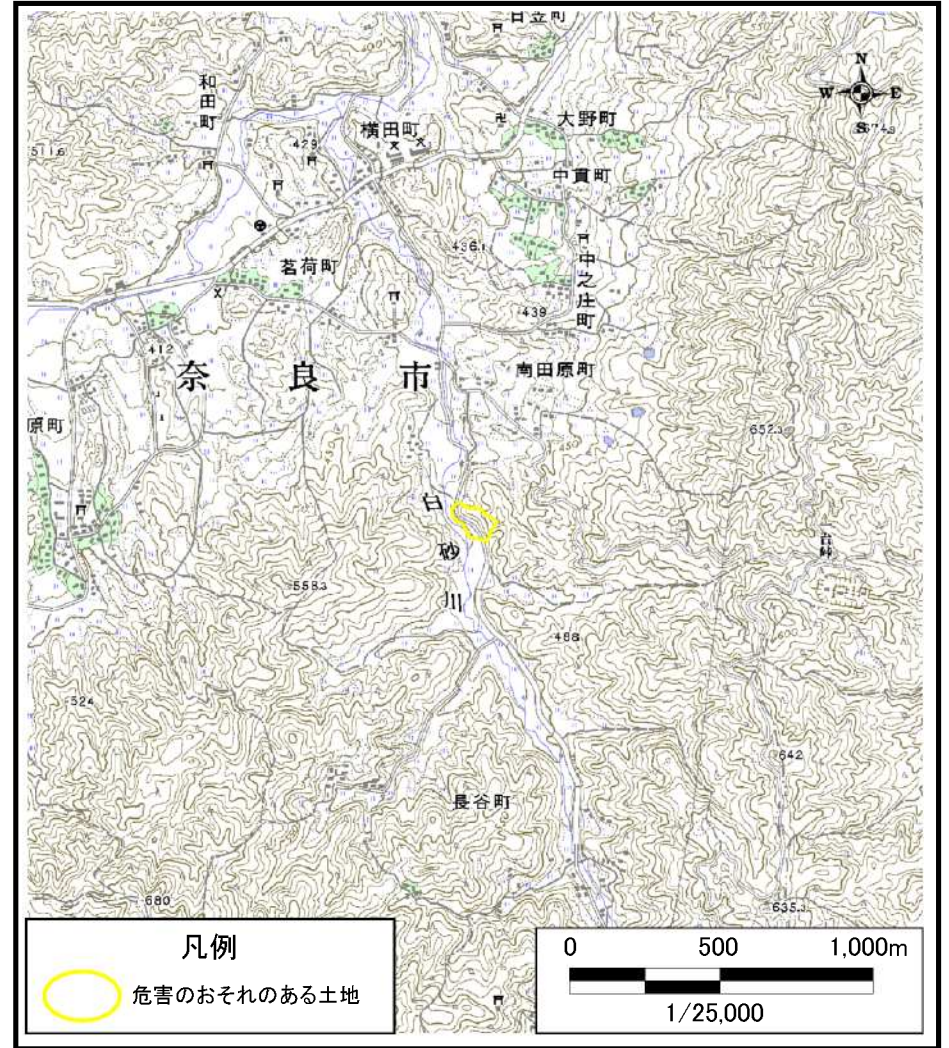 日笠町
N
W
E
S
和田町
横田町
大野町
511.6
429
中貫町
436.1
茗荷町
中之庄町
439
412
奈良市
南田原町
原町
652.3
白砂川
558.3
488
600
524
642
長谷町
680
635.3
凡例
危害のおそれのある土地
0 500 1,000m
1/25,000